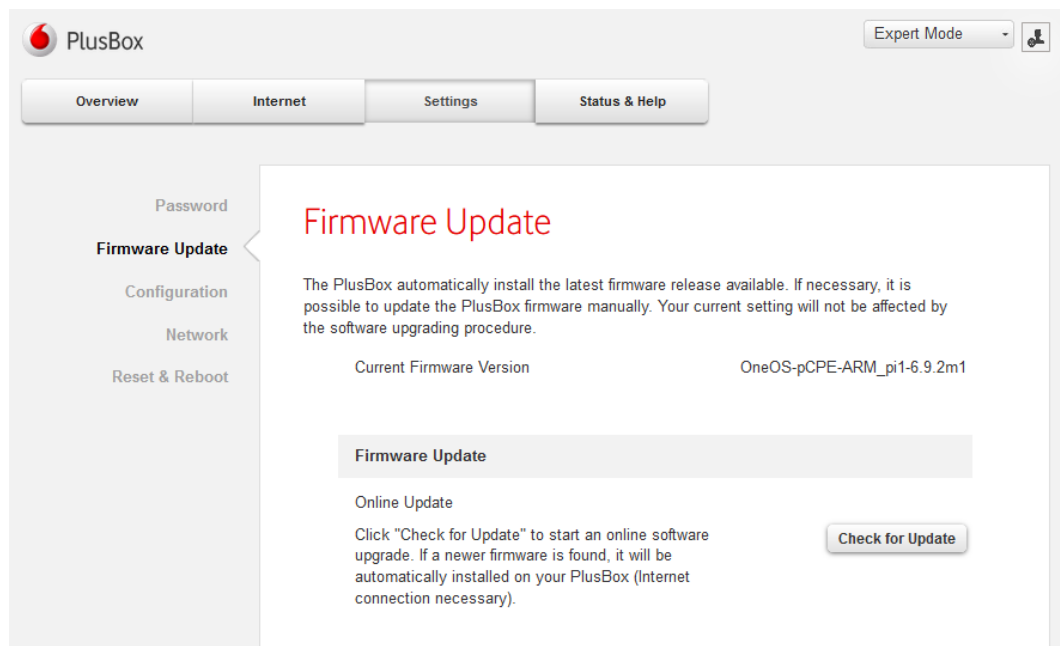 PlusBox
Expert Mode
Overview
Internet
Settings
Status & Help
Password
Firmware Update
Configuration
Network
Reset & Reboot
Firmware Update
The PlusBox automatically install the latest firmware release available. If necessary, it is
possible to update the PlusBox firmware manually. Your current setting will not be affected by
the software upgrading procedure.
Current Firmware Version
OneOS-pCPE-ARM_pi1-6.9.2m1
Firmware Update
Online Update
Click "Check for Update" to start an online software
upgrade. If a newer firmware is found, it will be
automatically installed on your PlusBox (Internet
connection necessary).
Check for Update